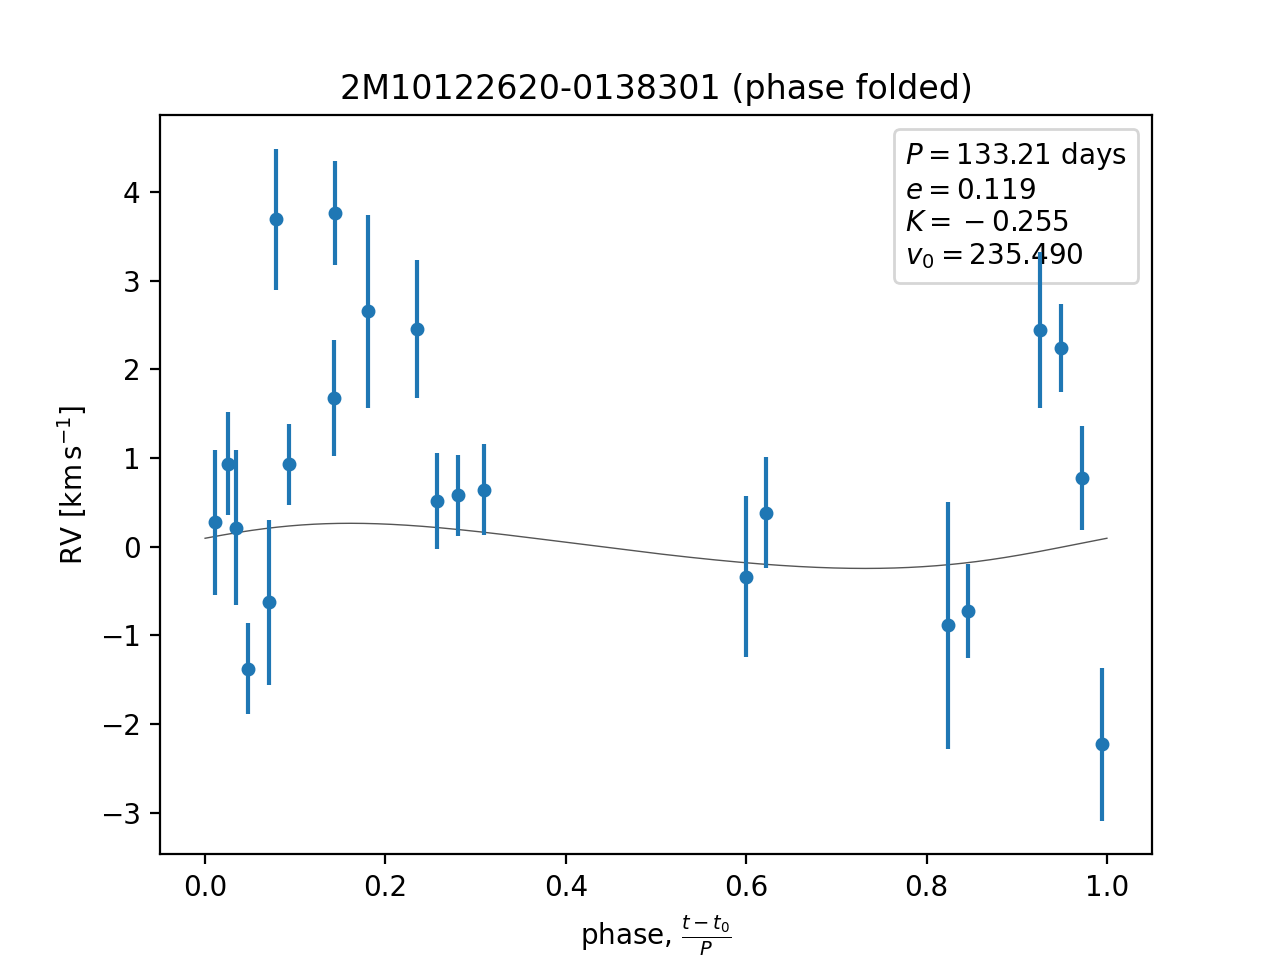 2M10122620-0138301 (phase folded)
P = 133.21 days
e = 0.119
K = −0.255
v₀ = 235.490
4
3
2
1
0
−1
−2
−3
RV [km s⁻¹]
0.0 0.2 0.4 0.6 0.8 1.0
phase, (t − t₀)/P